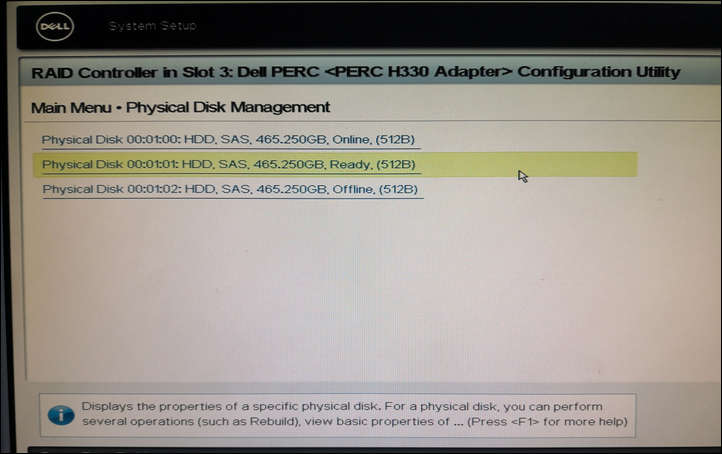 DELL
System Setup
RAID Controller in Slot 3: Dell PERC <PERC H330 Adapter> Configuration Utility
Main Menu • Physical Disk Management
Physical Disk 00:01:00: HDD, SAS, 465.250GB, Online, (512B)
Physical Disk 00:01:01: HDD, SAS, 465.250GB, Ready, (512B)
Physical Disk 00:01:02: HDD, SAS, 465.250GB, Offline, (512B)
Displays the properties of a specific physical disk. For a physical disk, you can perform
several operations (such as Rebuild), view basic properties of ... (Press <F1> for more help)